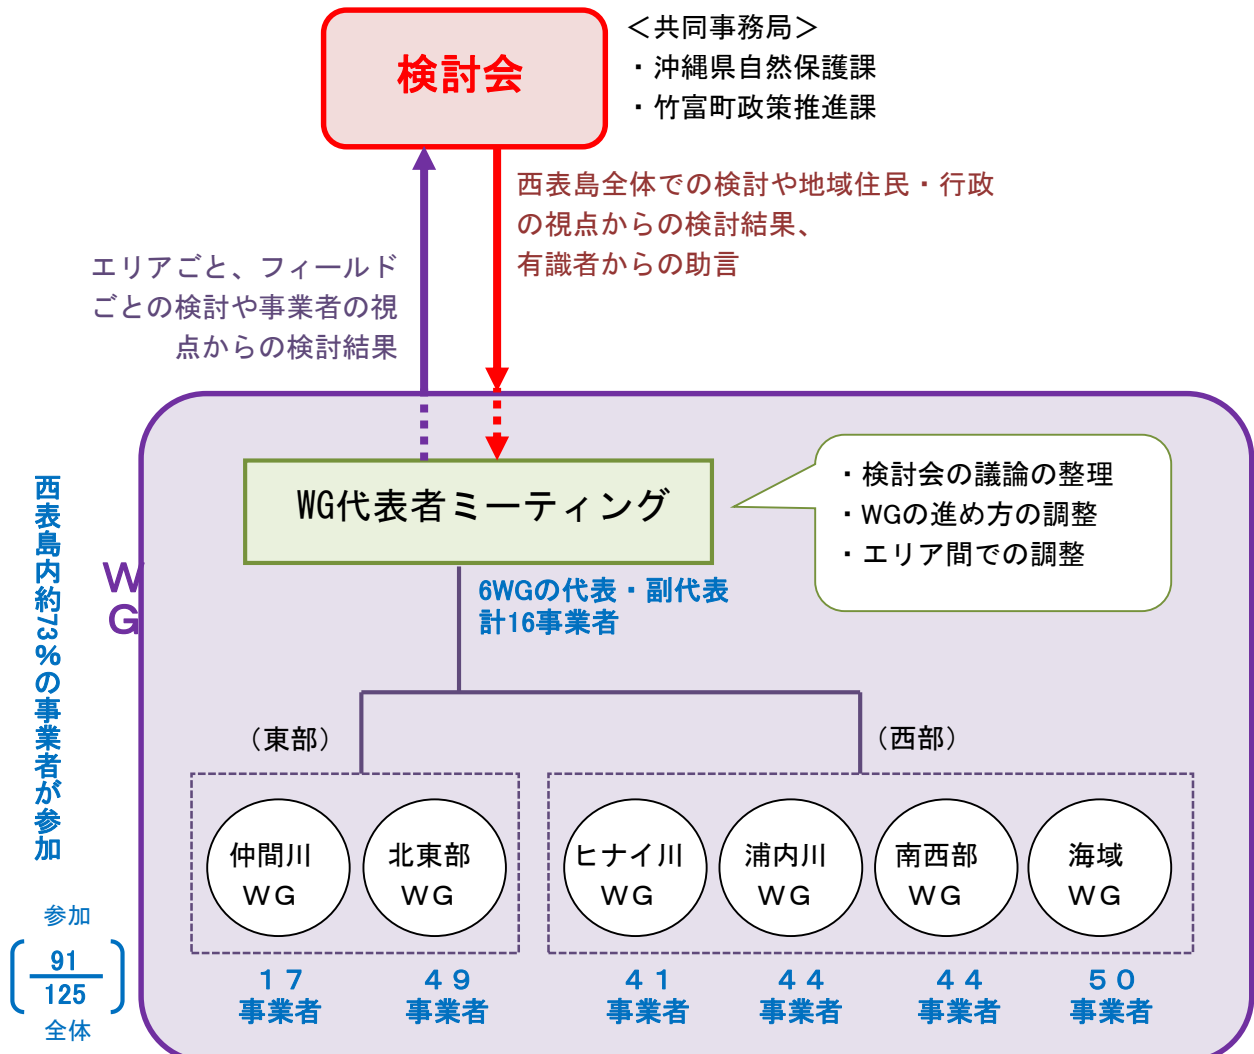 検討会
＜共同事務局＞
・沖縄県自然保護課
・竹富町政策推進課
西表島全体での検討や地域住民・行政
の視点からの検討結果、
有識者からの助言
エリアごと、フィールド
ごとの検討や事業者の視
点からの検討結果
WG代表者ミーティング
・検討会の議論の整理
・WGの進め方の調整
・エリア間での調整
6WGの代表・副代表
計16事業者
ＷＧ
西表島内約73%の事業者が参加
参加
91
125
全体
（東部）
（西部）
仲間川
ＷＧ
北東部
ＷＧ
ヒナイ川
ＷＧ
浦内川
ＷＧ
南西部
ＷＧ
海域
ＷＧ
１７
事業者
４９
事業者
４１
事業者
４４
事業者
４４
事業者
５０
事業者